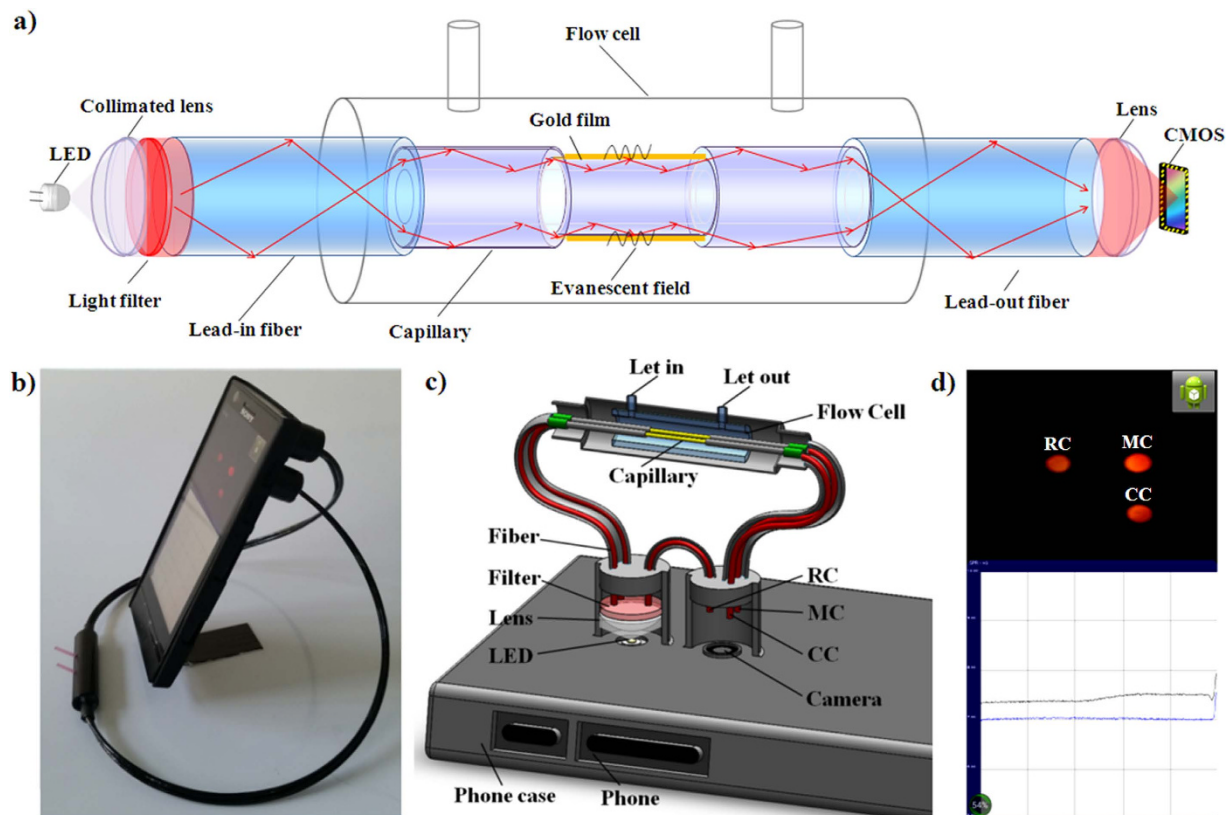 a)
Flow cell
Collimated lens
Lens
Gold film
CMOS
LED
Evanescent field
Light filter
Lead-out fiber
Lead-in fiber
Capillary
b)
SONY
c)
Let in
Let out
Flow Cell
Capillary
Fiber
Filter
RC
Lens
MC
LED
CC
Camera
Phone case
Phone
d)
RC
MC
CC
54%